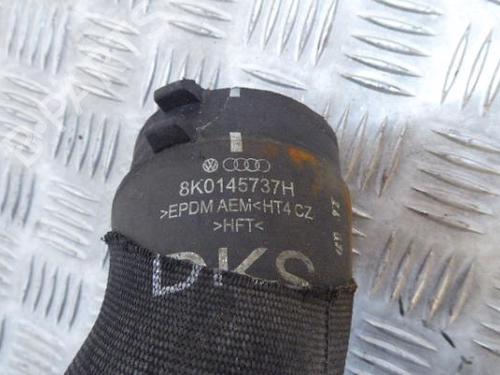 8K0145737H
>EPDM AEM<HT4 CZ
>HFT<
DKS